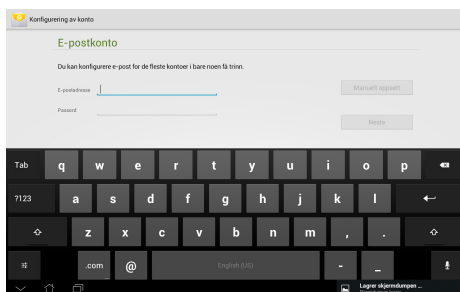 Konfigurering av konto
E-postkonto
Du kan konfigurere e-post for de fleste kontoer i bare noen få trinn.
E-postadresse
Manuelt oppsett
Passord
Neste
Tab q w e r t y u i o p
?123 a s d f g h j k l
z x c v b n m , .
.com @ English (US) - _
Lagrer skjermdumpen ...